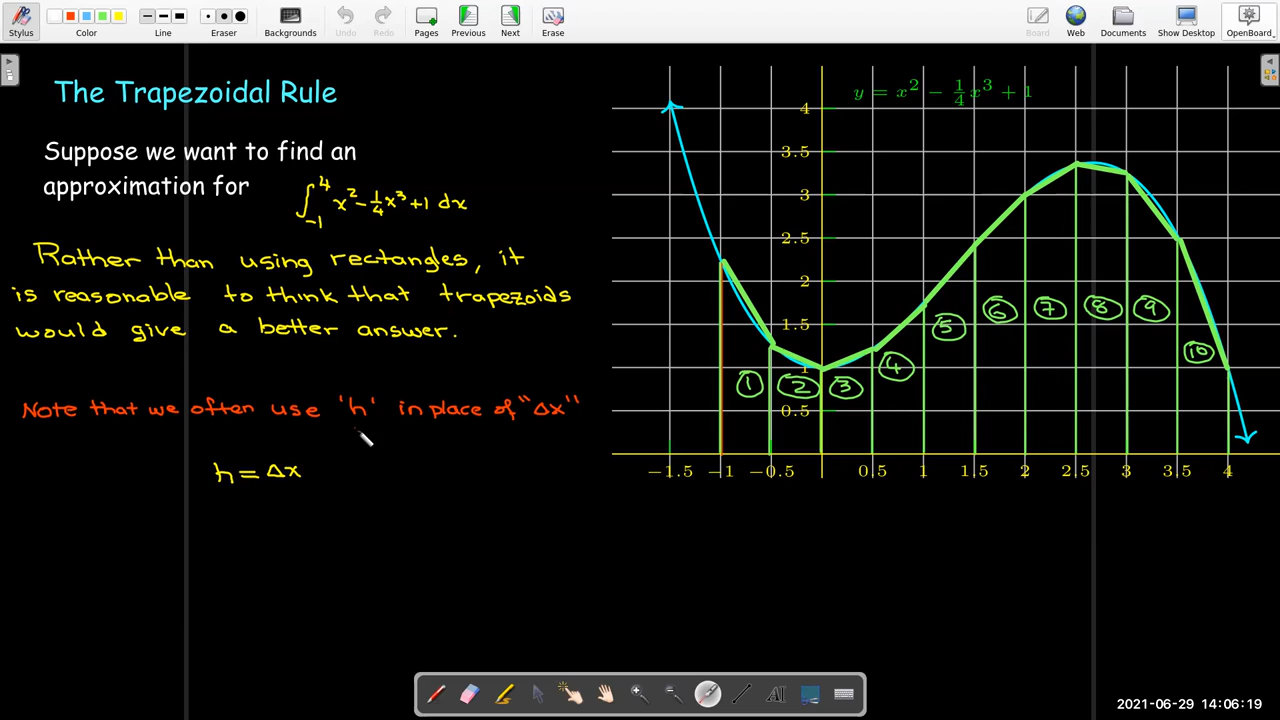 Stylus
Color
Line
Eraser
Backgrounds
Undo
Redo
Pages
Previous
Next
Erase
Board
Web
Documents
Show Desktop
OpenBoard
The Trapezoidal Rule
Suppose we want to find an
approximation for ∫₋₁⁴ x² - ¼x³ + 1 dx
Rather than using rectangles, it
is reasonable to think that trapezoids
would give a better answer.
Note that we often use 'h' in place of "Δx"
h = Δx
y = x² − ¼x³ + 1
4
3.5
3
2.5
2
1.5
1
0.5
① ② ③ ④ ⑤ ⑥ ⑦ ⑧ ⑨ ⑩
−1.5 −1 −0.5 0.5 1 1.5 2 2.5 3 3.5 4
AI
2021-06-29 14:06:19